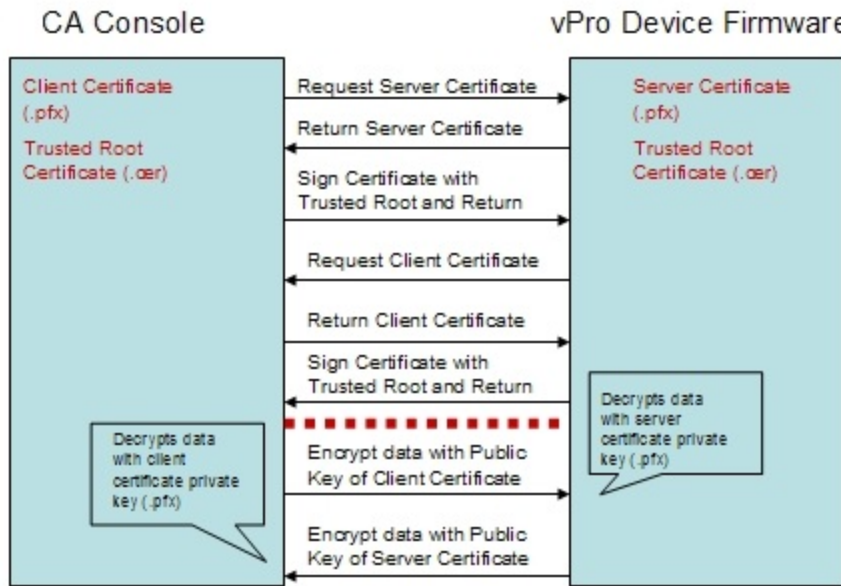 CA Console
vPro Device Firmware
Client Certificate
(.pfx)
Trusted Root
Certificate (.cer)
Request Server Certificate
Return Server Certificate
Sign Certificate with
Trusted Root and Return
Request Client Certificate
Return Client Certificate
Sign Certificate with
Trusted Root and Return
Encrypt data with Public
Key of Client Certificate
Encrypt data with Public
Key of Server Certificate
Server Certificate
(.pfx)
Trusted Root
Certificate (.cer)
Decrypts data
with client
certificate private
key (.pfx)
Decrypts data
with server
certificate private
key (.pfx)